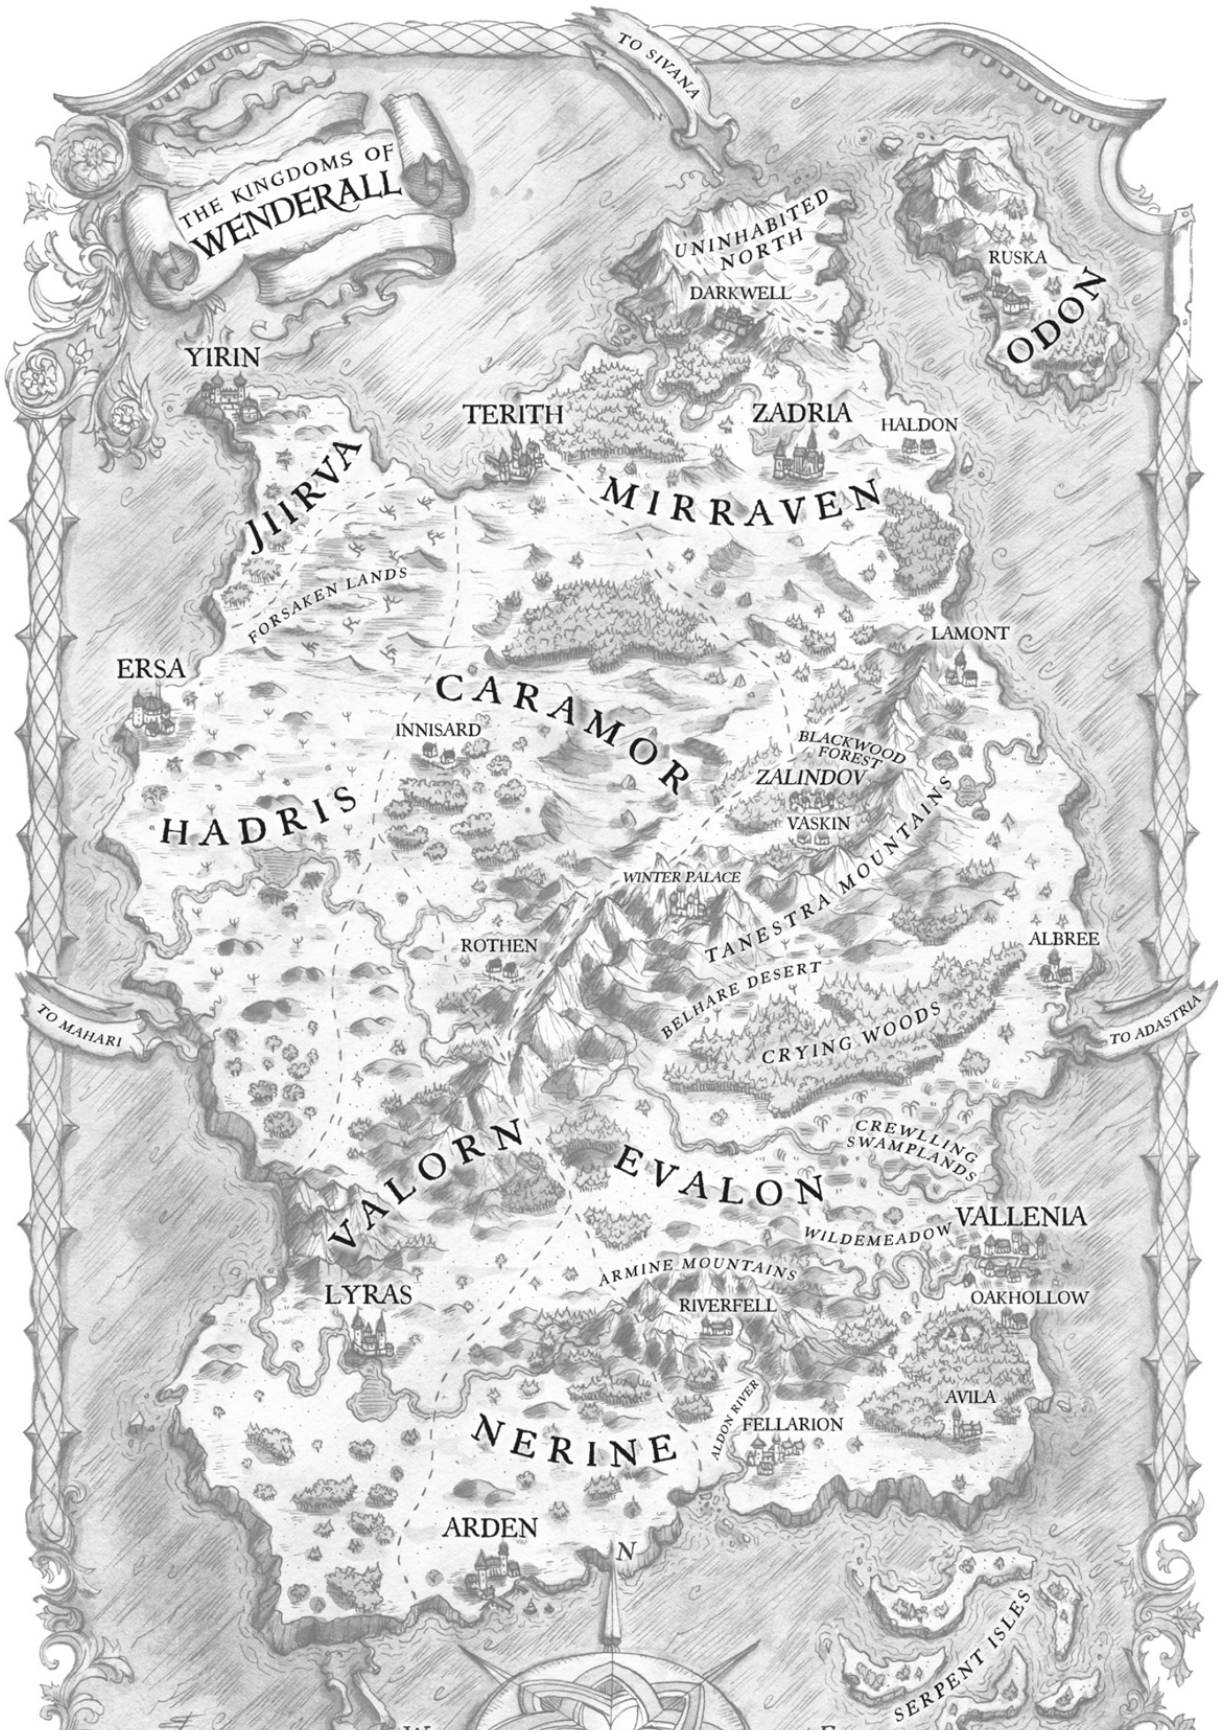 TO SIVANA
THE KINGDOMS OF
WENDERALL
UNINHABITED
NORTH
DARKWELL
RUSKA
ODON
YIRIN
TERITH
ZADRIA
HALDON
JIIRVA
MIRRAVEN
FORSAKEN LANDS
LAMONT
ERSA
CARAMOR
INNISARD
BLACKWOOD
FOREST
ZALINDOV
HADRIS
VASKIN
TANESTRA MOUNTAINS
WINTER PALACE
ROTHEN
ALBREE
BELHARE DESERT
TO MAHARI
CRYING WOODS
TO ADASTRIA
VALORN
EVALON
CREWLLING
SWAMPLANDS
VALLENIA
WILDEMEADOW
ARMINE MOUNTAINS
LYRAS
RIVERFELL
OAKHOLLOW
AVILA
ALDON RIVER
FELLARION
NERINE
ARDEN
N
SERPENT ISLES
W
E